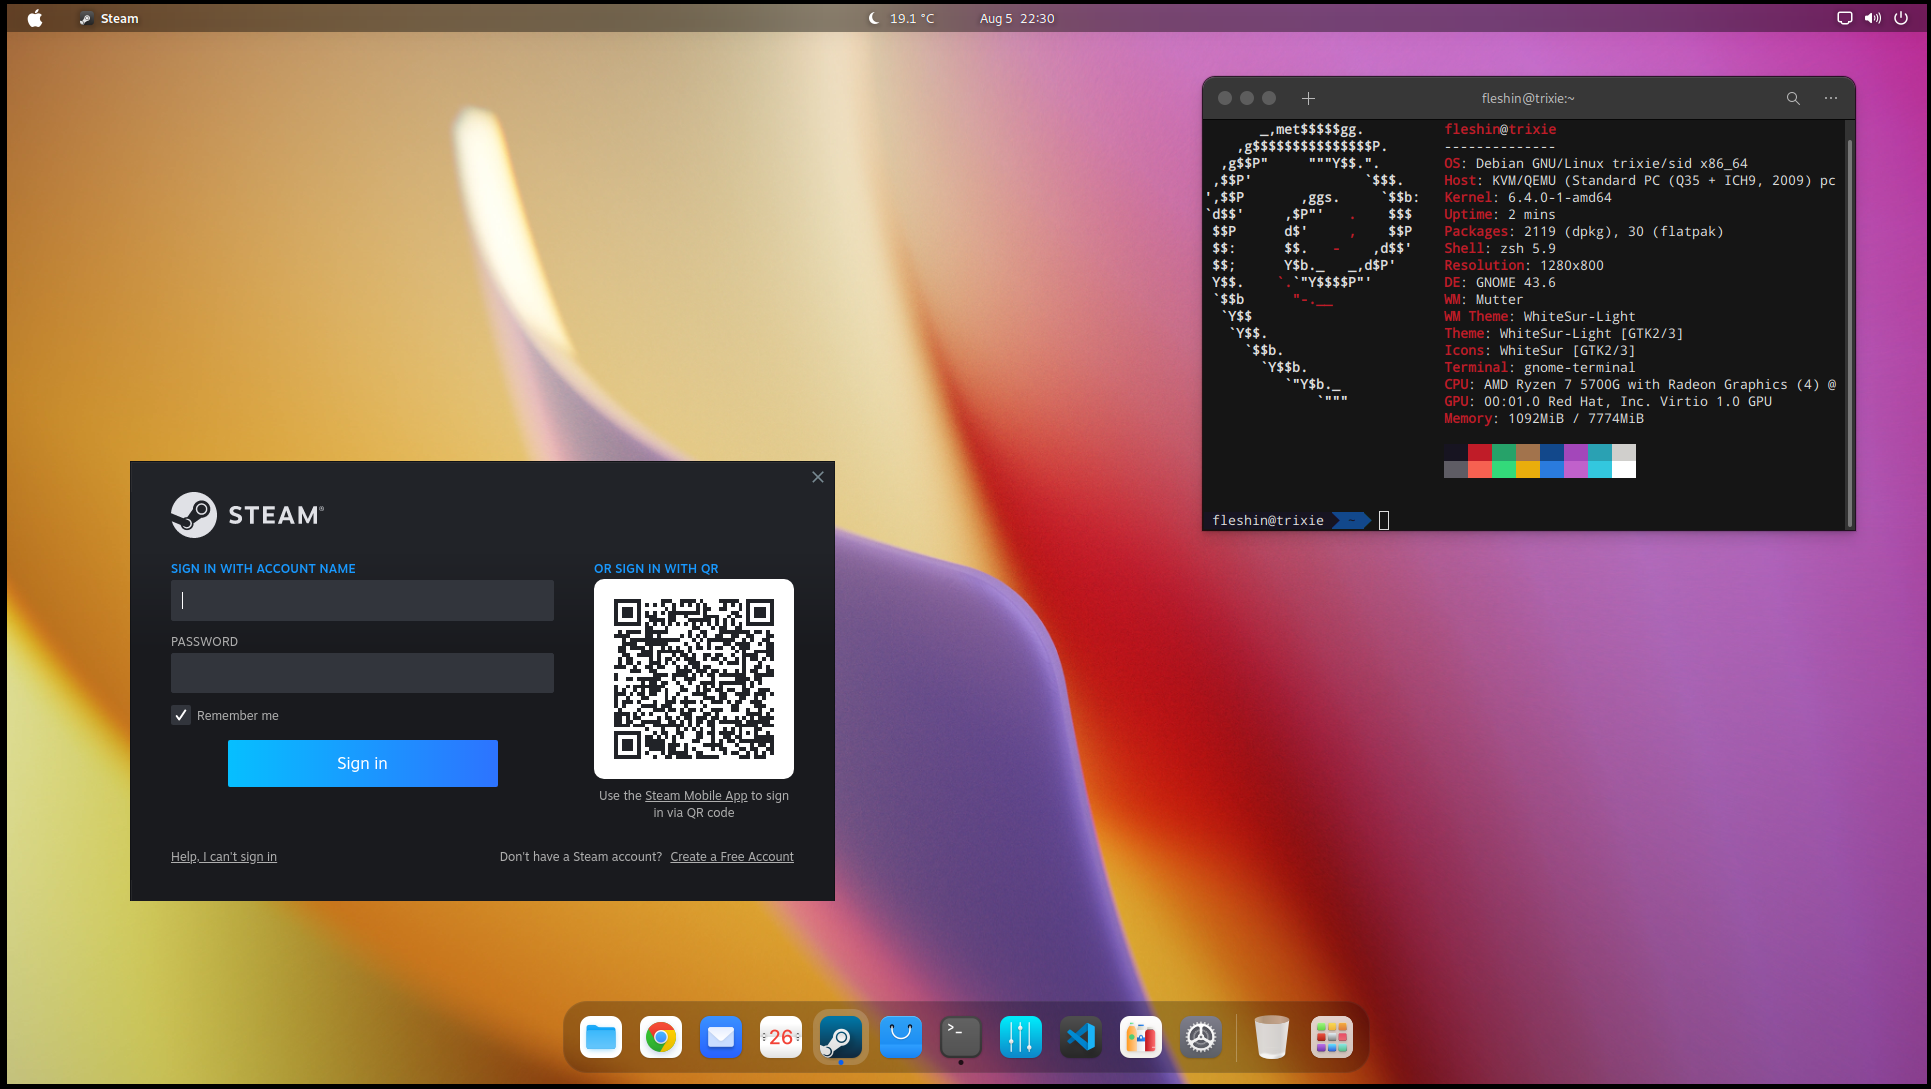 Steam
19.1 °C
Aug 5 22:30
fleshin@trixie:~
_,met$$$$$gg.
,g$$$$$$$$$$$$$$$P.
,g$$P"     """Y$$.".
,$$P'              `$$$.
',$$P       ,ggs.     `$$b:
`d$$'     ,$P"'   .    $$$
$$P      d$'     ,    $$P
$$:      $$.   -    ,d$$'
$$;      Y$b._   _,d$P'
Y$$.    `.`"Y$$$$P"'
`$$b      "-.__
`Y$$
`Y$$.
`$$b.
`Y$$b.
`"Y$b._
`"""
fleshin@trixie
--------------
OS: Debian GNU/Linux trixie/sid x86_64
Host: KVM/QEMU (Standard PC (Q35 + ICH9, 2009) pc
Kernel: 6.4.0-1-amd64
Uptime: 2 mins
Packages: 2119 (dpkg), 30 (flatpak)
Shell: zsh 5.9
Resolution: 1280x800
DE: GNOME 43.6
WM: Mutter
WM Theme: WhiteSur-Light
Theme: WhiteSur-Light [GTK2/3]
Icons: WhiteSur [GTK2/3]
Terminal: gnome-terminal
CPU: AMD Ryzen 7 5700G with Radeon Graphics (4) @
GPU: 00:01.0 Red Hat, Inc. Virtio 1.0 GPU
Memory: 1092MiB / 7774MiB
fleshin@trixie ~
STEAM®
SIGN IN WITH ACCOUNT NAME
PASSWORD
Remember me
Sign in
Help, I can't sign in
OR SIGN IN WITH QR
Use the Steam Mobile App to sign
in via QR code
Don't have a Steam account? Create a Free Account
26
>_